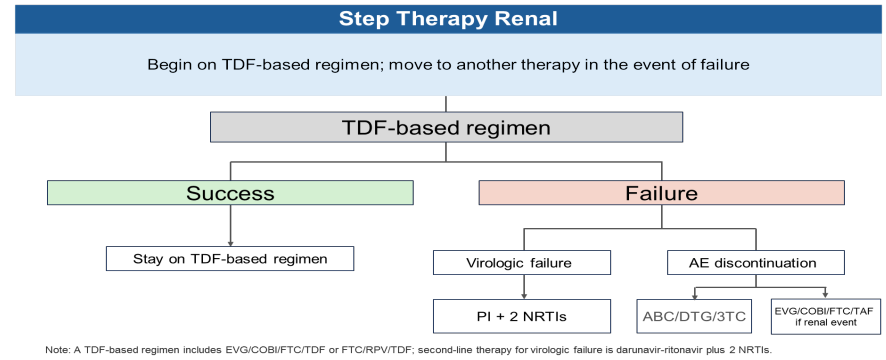 Step Therapy Renal
Begin on TDF-based regimen; move to another therapy in the event of failure
TDF-based regimen
Success
Failure
Stay on TDF-based regimen
Virologic failure
AE discontinuation
PI + 2 NRTIs
ABC/DTG/3TC
EVG/COBI/FTC/TAF
if renal event
Note: A TDF-based regimen includes EVG/COBI/FTC/TDF or FTC/RPV/TDF; second-line therapy for virologic failure is darunavir-ritonavir plus 2 NRTIs.